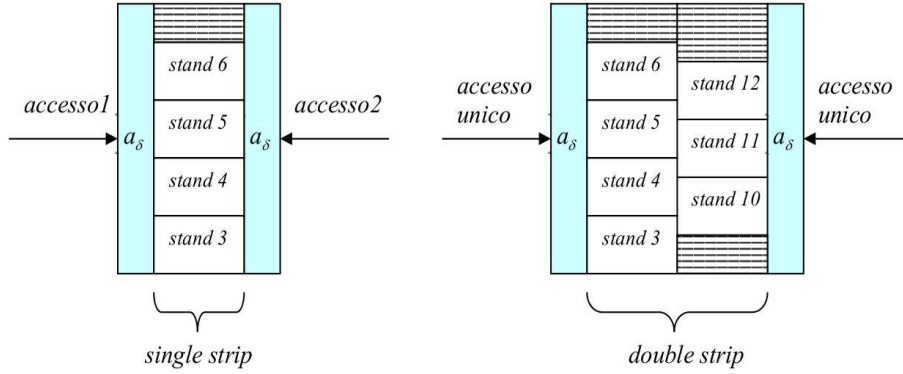 stand 6
accesso1
stand 5
accesso2
a_δ
a_δ
stand 4
stand 3
single strip
stand 6
stand 12
accesso
unico
accesso
unico
stand 5
stand 11
a_δ
a_δ
stand 4
stand 10
stand 3
double strip